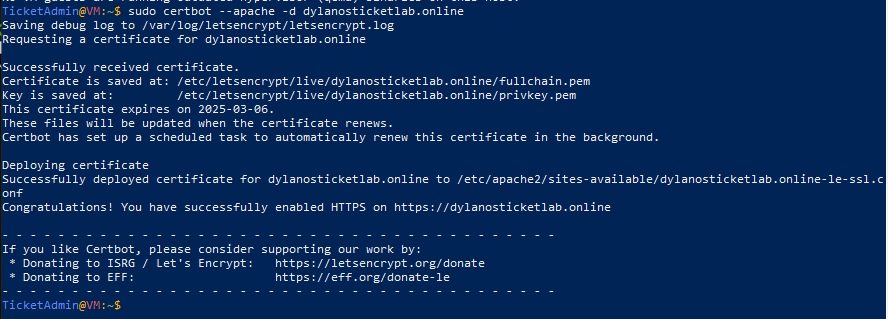 TicketAdmin@VM:~$ sudo certbot --apache -d dylanosticketlab.online
Saving debug log to /var/log/letsencrypt/letsencrypt.log
Requesting a certificate for dylanosticketlab.online
Successfully received certificate.
Certificate is saved at: /etc/letsencrypt/live/dylanosticketlab.online/fullchain.pem
Key is saved at:         /etc/letsencrypt/live/dylanosticketlab.online/privkey.pem
This certificate expires on 2025-03-06.
These files will be updated when the certificate renews.
Certbot has set up a scheduled task to automatically renew this certificate in the background.
Deploying certificate
Successfully deployed certificate for dylanosticketlab.online to /etc/apache2/sites-available/dylanosticketlab.online-le-ssl.c
onf
Congratulations! You have successfully enabled HTTPS on https://dylanosticketlab.online
- - - - - - - - - - - - - - - - - - - - - - - - - - - - - - - - - - - - - - - -
If you like Certbot, please consider supporting our work by:
 * Donating to ISRG / Let's Encrypt:   https://letsencrypt.org/donate
 * Donating to EFF:                    https://eff.org/donate-le
- - - - - - - - - - - - - - - - - - - - - - - - - - - - - - - - - - - - - - - -
TicketAdmin@VM:~$